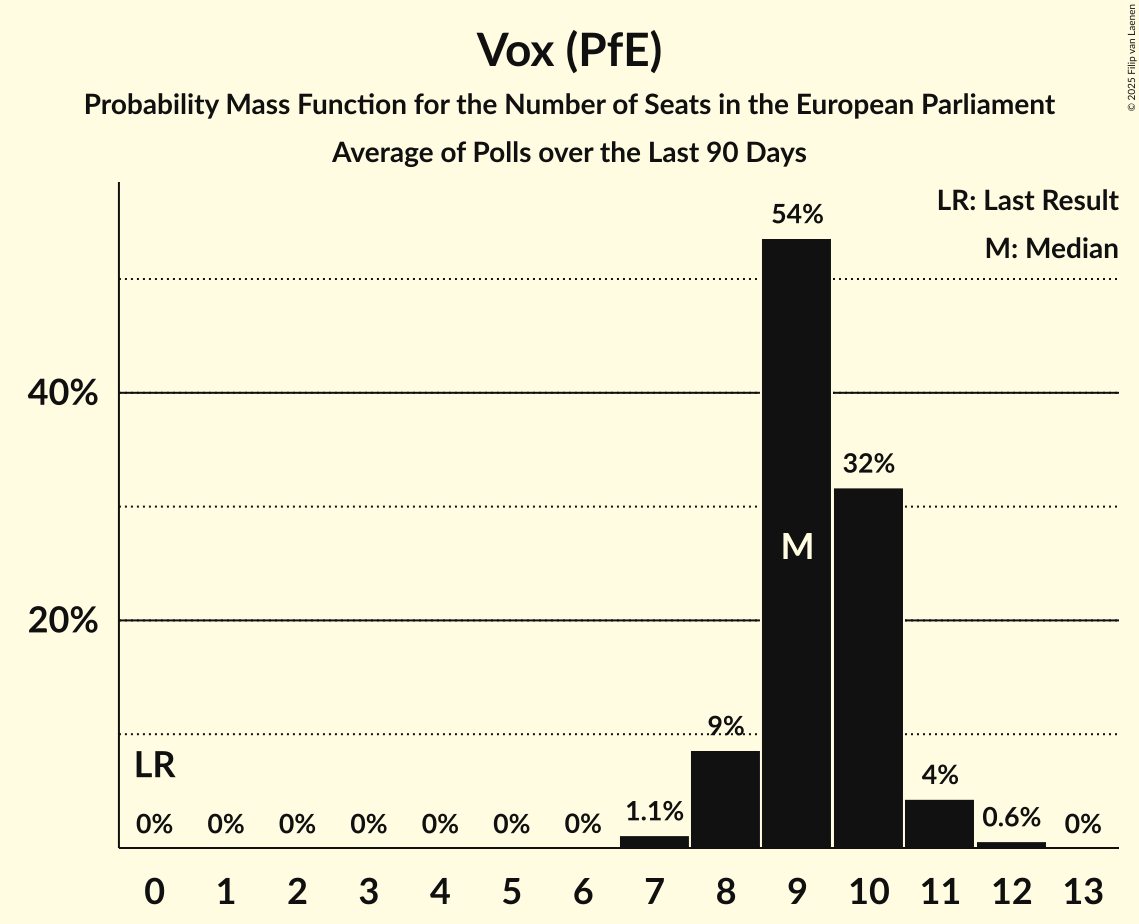 Vox (PfE)
Probability Mass Function for the Number of Seats in the European Parliament
Average of Polls over the Last 90 Days
© 2025 Filip van Laenen
LR: Last Result
M: Median
54%
40%
32%
M
20%
9%
LR
4%
0% 0% 0% 0% 0% 0% 0% 1.1% 0.6% 0%
0 1 2 3 4 5 6 7 8 9 10 11 12 13